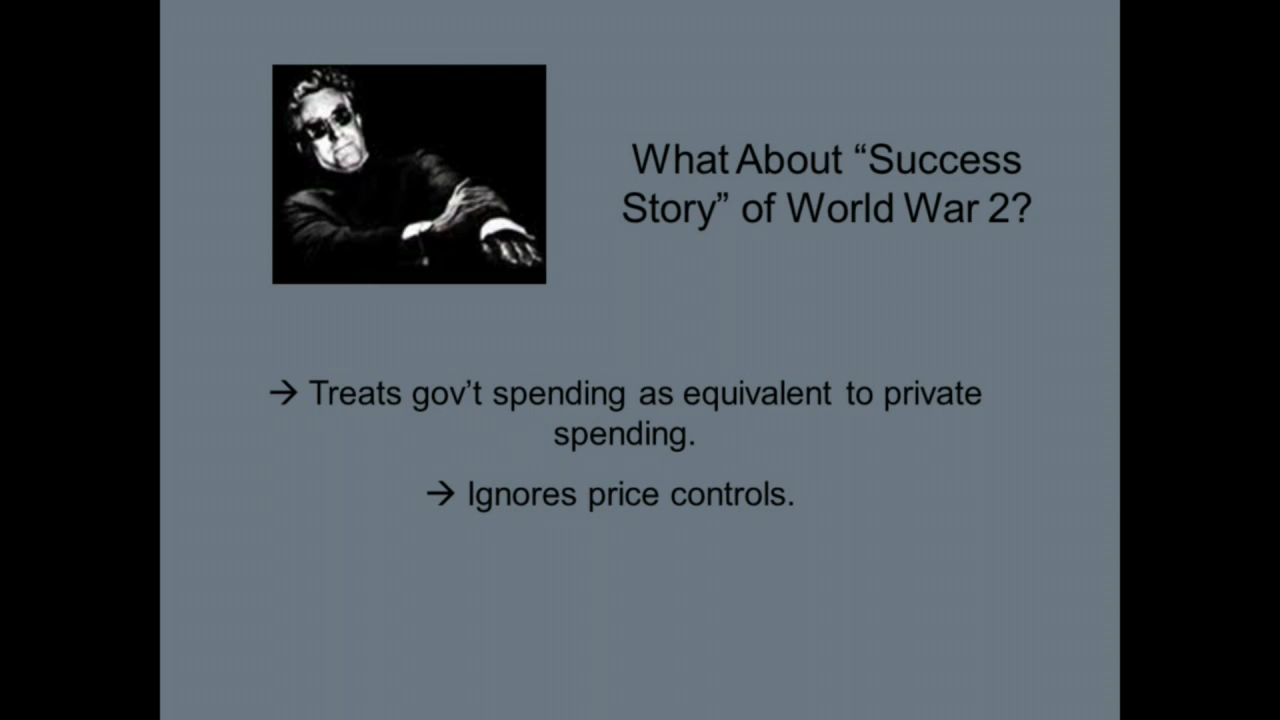 What About “Success
Story” of World War 2?
→ Treats gov’t spending as equivalent to private
spending.
→ Ignores price controls.